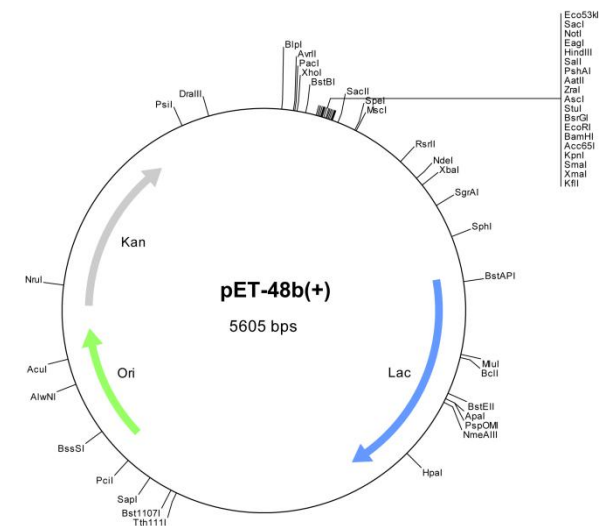 Eco53kI
SacI
NotI
EagI
HindIII
SalI
PshAI
AatII
ZraI
AscI
StuI
BsrGI
EcoRI
BamHI
Acc65I
KpnI
SmaI
XmaI
KflI
BlpI
AvrII
PacI
XhoI
BstBI
SacII
SpeI
MscI
RsrII
NdeI
XbaI
SgrAI
SphI
BstAPI
MluI
BclI
BstEII
ApaI
PspOMI
NmeAIII
HpaI
Tth111I
Bst1107I
SapI
PciI
BssSI
AlwNI
AcuI
NruI
PsiI
DraIII
Kan
pET-48b(+)
5605 bps
Lac
Ori